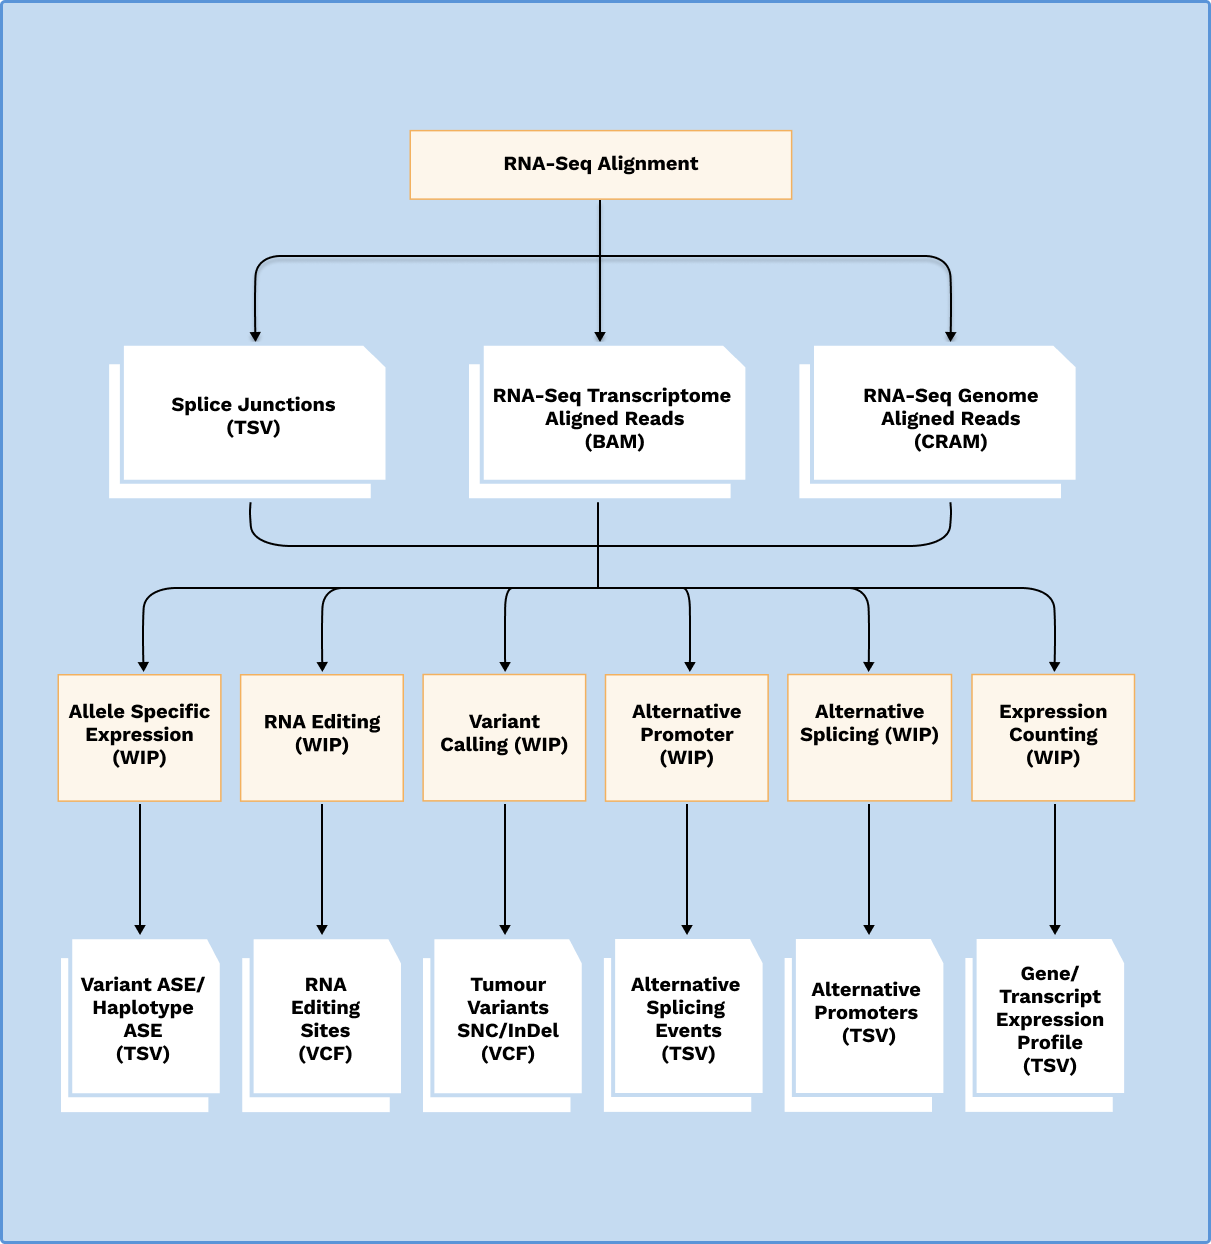 RNA-Seq Alignment
Splice Junctions
(TSV)
RNA-Seq Transcriptome
Aligned Reads
(BAM)
RNA-Seq Genome
Aligned Reads
(CRAM)
Allele Specific
Expression
(WIP)
RNA Editing
(WIP)
Variant
Calling (WIP)
Alternative
Promoter
(WIP)
Alternative
Splicing (WIP)
Expression
Counting
(WIP)
Variant ASE/
Haplotype
ASE
(TSV)
RNA
Editing
Sites
(VCF)
Tumour
Variants
SNC/InDel
(VCF)
Alternative
Splicing
Events
(TSV)
Alternative
Promoters
(TSV)
Gene/
Transcript
Expression
Profile
(TSV)